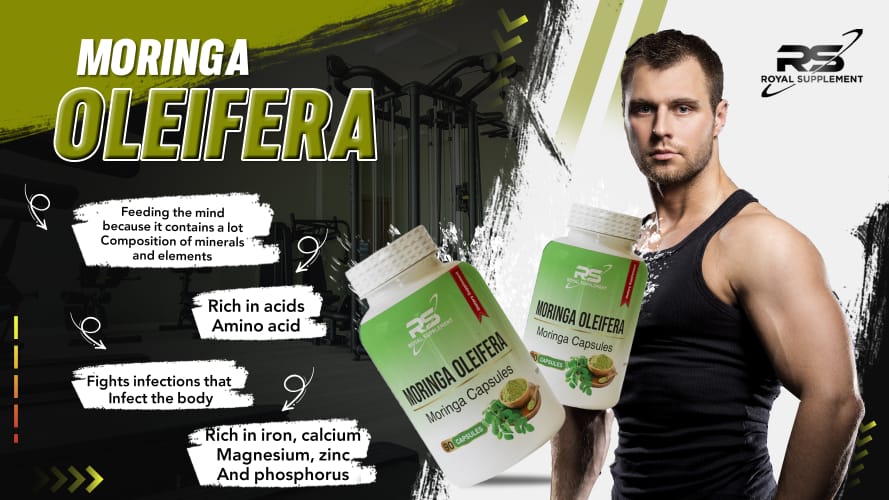 MORINGA
OLEIFERA
RS
ROYAL SUPPLEMENT
Feeding the mind
because it contains a lot
Composition of minerals
and elements
Rich in acids
Amino acid
Fights infections that
Infect the body
Rich in iron, calcium
Magnesium, zinc,
And phosphorus
RS
ROYAL SUPPLEMENT
MORINGA OLEIFERA
Moringa Capsules
90 CAPSULES
RS
ROYAL SUPPLEMENT
MORINGA OLEIFERA
Moringa Capsules
CAPSULES